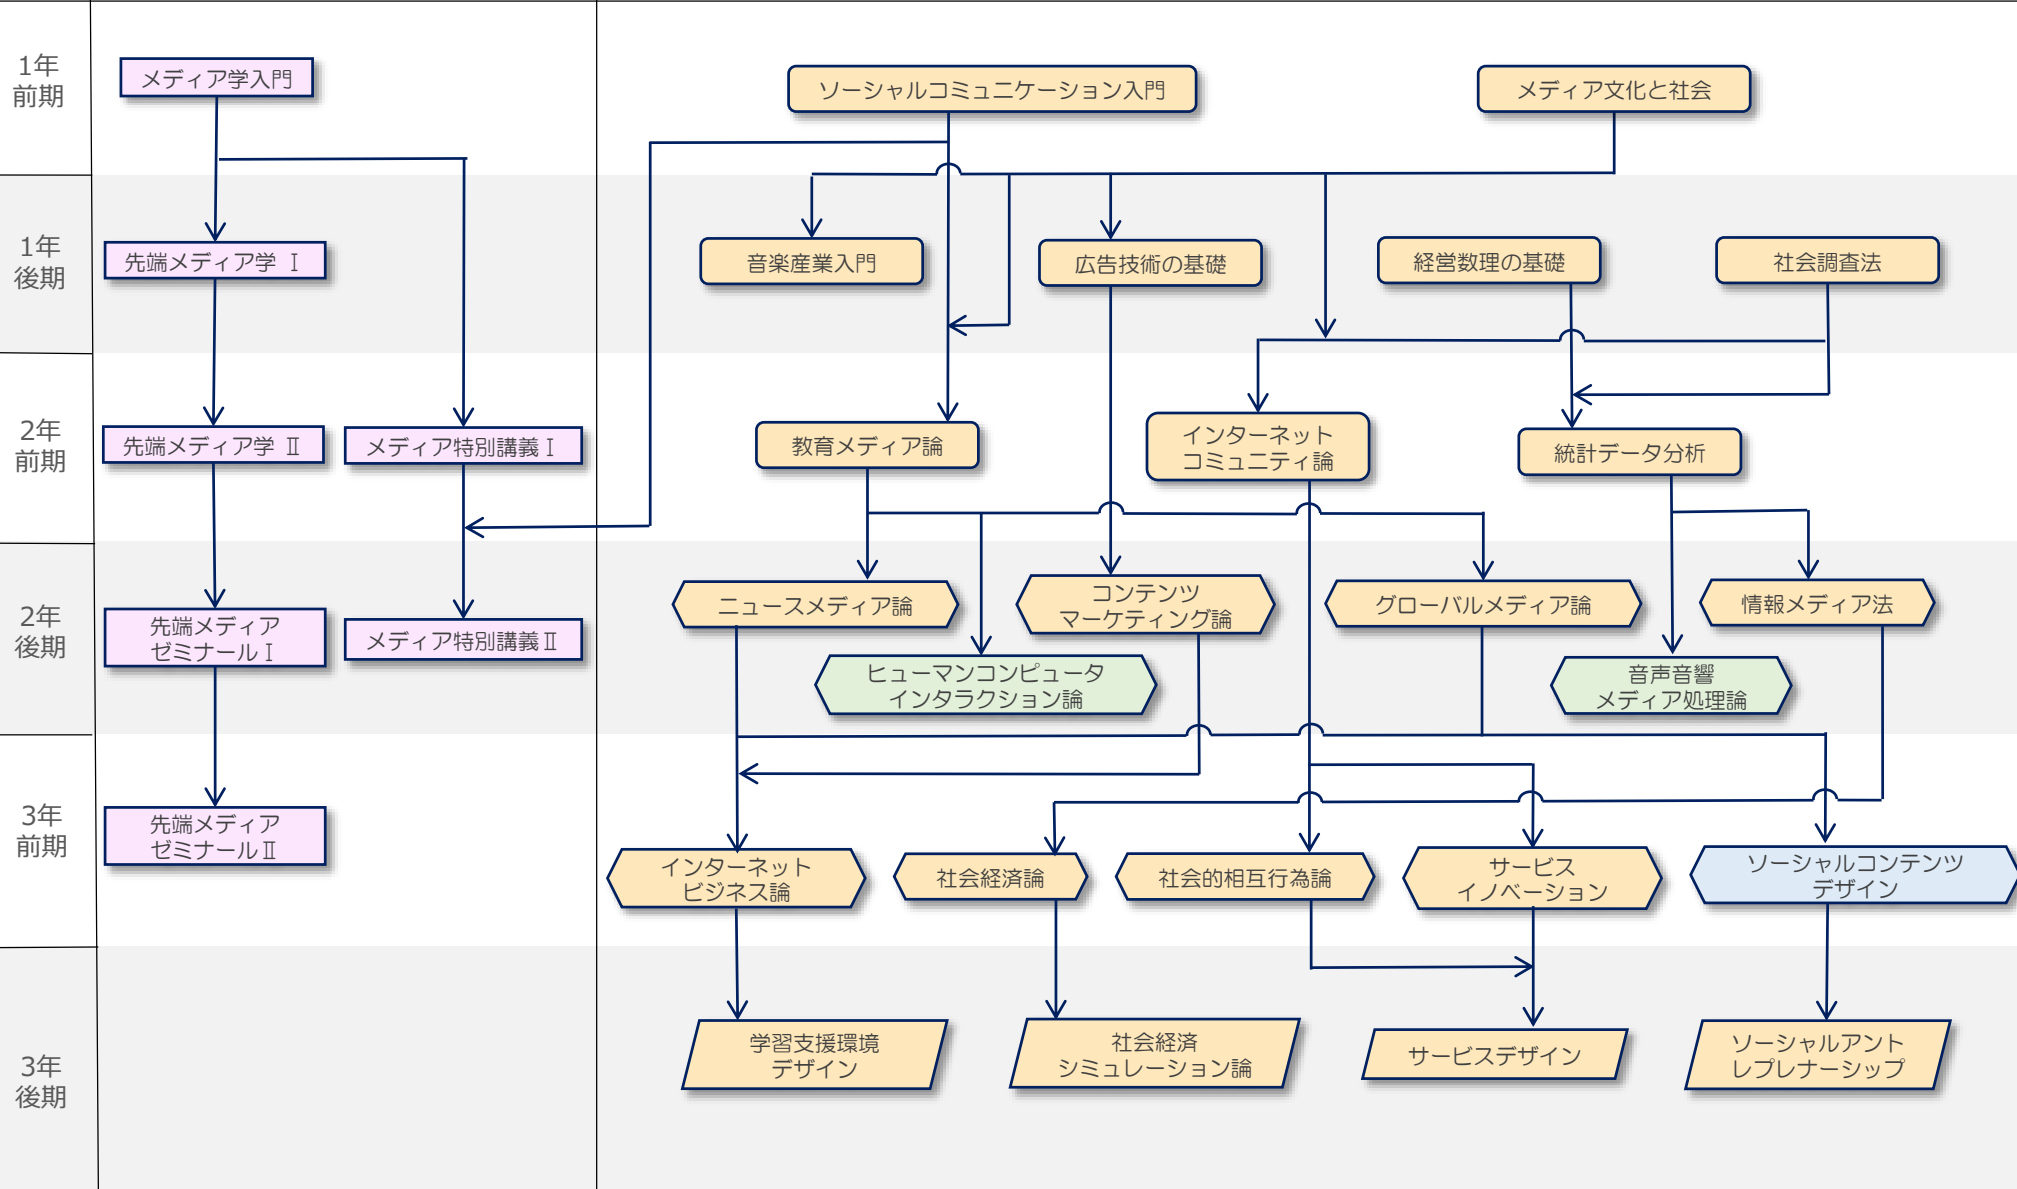 1年
前期
メディア学入門
ソーシャルコミュニケーション入門
メディア文化と社会
1年
後期
先端メディア学 Ⅰ
音楽産業入門
広告技術の基礎
経営数理の基礎
社会調査法
2年
前期
先端メディア学 Ⅱ
メディア特別講義Ⅰ
教育メディア論
インターネット
コミュニティ論
統計データ分析
2年
後期
先端メディア
ゼミナールⅠ
メディア特別講義Ⅱ
ニュースメディア論
コンテンツ
マーケティング論
グローバルメディア論
情報メディア法
ヒューマンコンピュータ
インタラクション論
音声音響
メディア処理論
3年
前期
先端メディア
ゼミナールⅡ
インターネット
ビジネス論
社会経済論
社会的相互行為論
サービス
イノベーション
ソーシャルコンテンツ
デザイン
3年
後期
学習支援環境
デザイン
社会経済
シミュレーション論
サービスデザイン
ソーシャルアント
レプレナーシップ